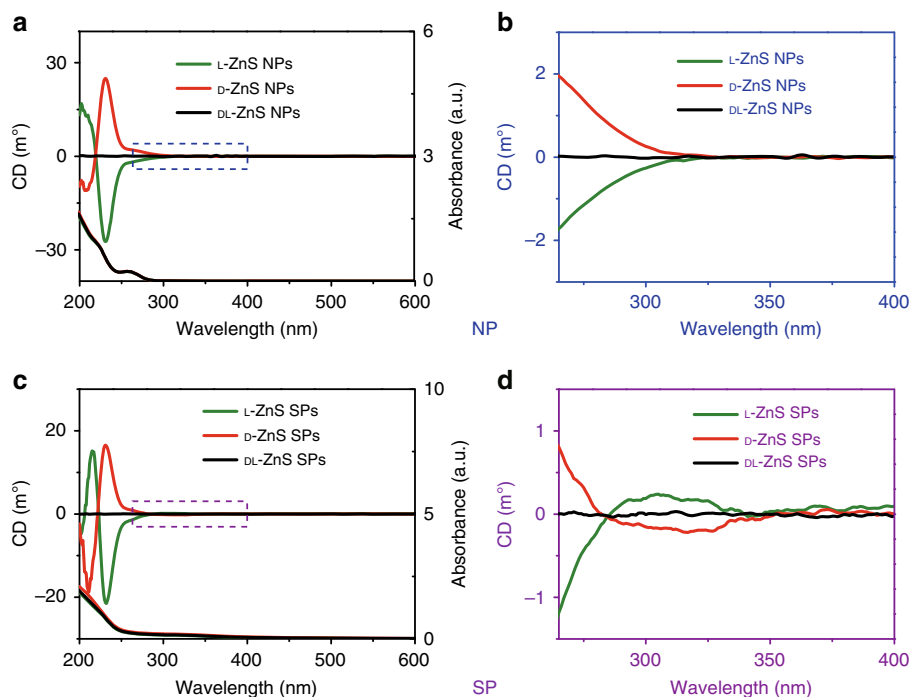 a
30
0
−30
CD (m°)
L-ZnS NPs
D-ZnS NPs
DL-ZnS NPs
6
3
0
Absorbance (a.u.)
200 300 400 500 600
Wavelength (nm)
NP
b
2
0
−2
CD (m°)
L-ZnS NPs
D-ZnS NPs
DL-ZnS NPs
300 350 400
Wavelength (nm)
c
20
0
−20
CD (m°)
L-ZnS SPs
D-ZnS SPs
DL-ZnS SPs
10
5
0
Absorbance (a.u.)
200 300 400 500 600
Wavelength (nm)
SP
d
1
0
−1
CD (m°)
L-ZnS SPs
D-ZnS SPs
DL-ZnS SPs
300 350 400
Wavelength (nm)